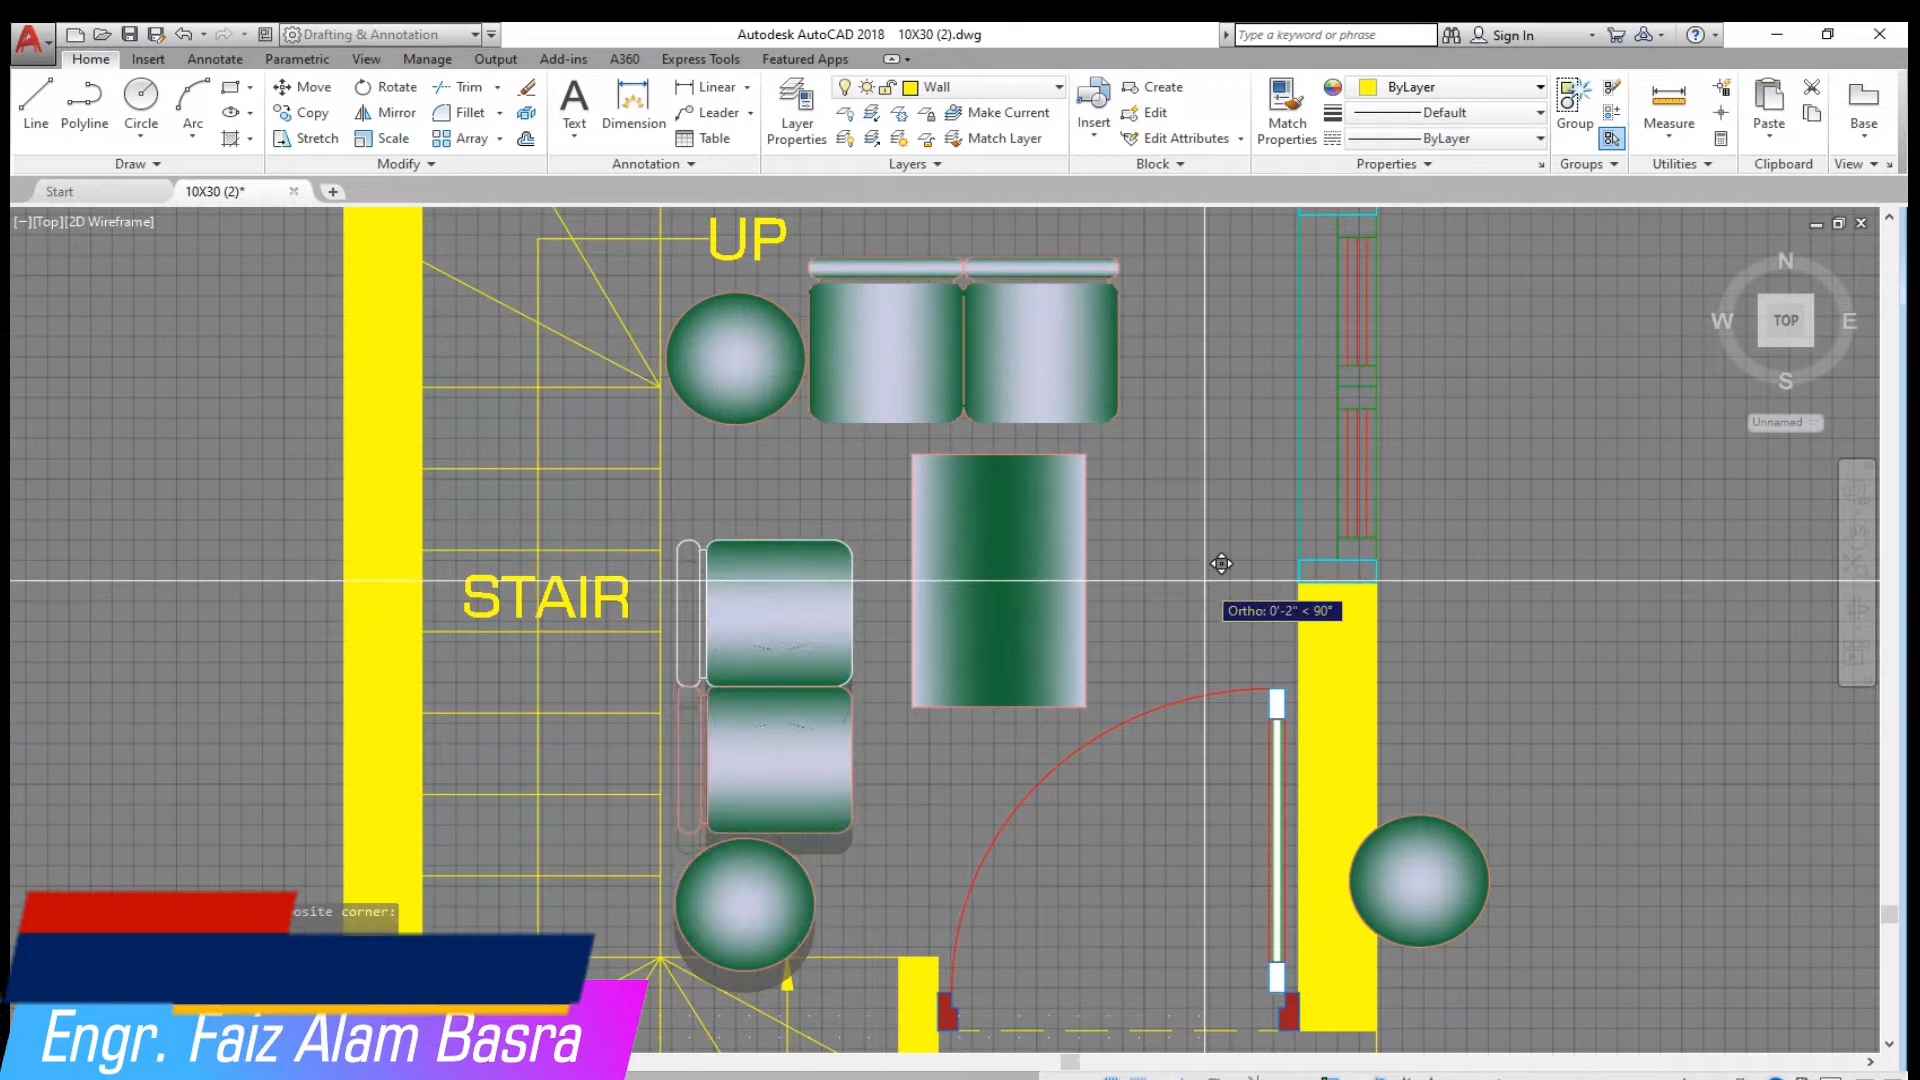 Drafting & Annotation
Autodesk AutoCAD 2018 10X30 (2).dwg
Type a keyword or phrase
Sign In
Home Insert Annotate Parametric View Manage Output Add-ins A360 Express Tools Featured Apps
Move Rotate Trim Linear Wall Create ByLayer
Copy Mirror Fillet Leader Make Current Edit Default
Line Polyline Circle Arc Text Dimension Layer Properties Insert Match Properties Group Measure Paste Base
Stretch Scale Array Table Match Layer Edit Attributes ByLayer
Draw Modify Annotation Layers Block Properties Groups Utilities Clipboard View
Start 10X30 (2)*
[−][Top][2D Wireframe]
UP
N
W TOP E
S
Unnamed
STAIR
Ortho: 0'-2" < 90°
osite corner:
Engr. Faiz Alam Basra